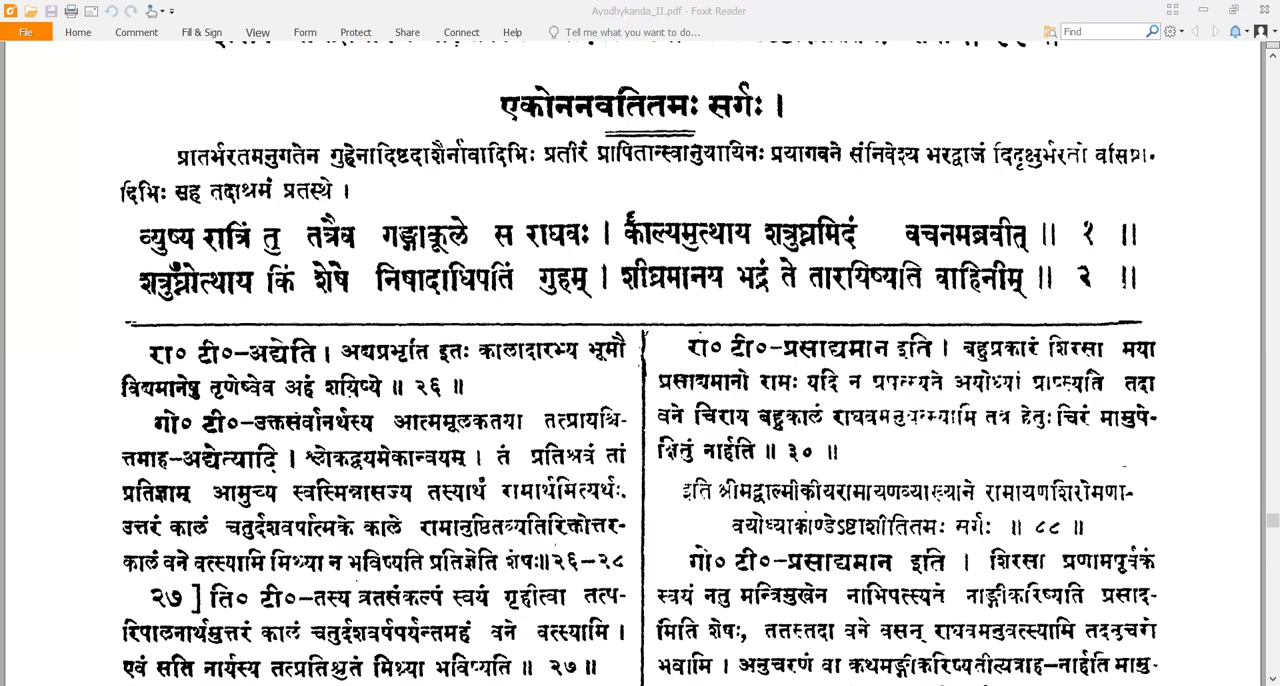 Ayodhykanda_II.pdf - Foxit Reader
File Home Comment Fill & Sign View Form Protect Share Connect Help Tell me what you want to do... Find
एकोननवतितमः सर्गः ।
प्रातर्भरतमनुगतेन गुहेनादिष्टदाशैर्नावादिभिः प्रतीरं प्रापितान्स्वानुयायिनः प्रयागवने संनिवेश्य भरद्वाजं दिदृक्षुर्भरतो
दिभिः सह तदाश्रमं प्रतस्थे ।
व्युष्य रात्रिं तु तत्रैव गङ्गाकूले स राघवः । काल्यमुत्थाय शत्रुघ्नमिदं वचनमब्रवीत् ॥ १ ॥
शत्रुघ्नोत्थाय किं शेषे निषादाधिपतिं गुहम् । शीघ्रमानय भद्रं ते तारयिष्यति वाहिनीम् ॥ २ ॥
रा० टी०-अद्येति । अद्यप्रभृति इतः कालादारभ्य भूमौ
विद्यमानेषु तृणेष्वेव अहं शयिष्ये ॥ २६ ॥
गो० टी०-उक्तसर्वानर्थस्य आत्ममूलकतया तत्प्रायश्चि-
त्तमाह-अद्येत्यादि । श्लोकद्वयमेकान्वयम् । तं प्रतिश्रवं तां
प्रतिज्ञाम् आमुच्य स्वस्मिन्नासज्य तस्यार्थं रामार्थमित्यर्थः.
उत्तरं कालं चतुर्दशवर्षात्मके काले रामानुष्ठितव्यतिरिक्तोत्तर-
कालं वने वत्स्यामि मिथ्या न भविष्यति प्रतिज्ञेति शेषः॥२६-२८
२७ ] ति० टी०-तस्य व्रतसंकल्पं स्वयं गृहीत्वा तत्प-
रिपालनार्थमुत्तरं कालं चतुर्दशवर्षपर्यन्तमहं वने वत्स्यामि ।
एवं सति नार्यस्य तत्प्रतिश्रुतं मिथ्या भविष्यति ॥ २७ ॥
रा० टी०-प्रसाद्यमान इति । बहुप्रकारं शिरसा मया
प्रसाद्यमानो रामः यदि न प्रपत्स्यते अयोध्यां प्राप्स्यति तदा
वने चिराय बहुकालं राघवमनुवत्स्यामि तत्र हेतुः चिरं मामुपे-
क्षितुं नार्हति ॥ ३० ॥
इति श्रीमद्वाल्मीकीयरामायणव्याख्याने रामायणशिरोमणा-
वयोध्याकाण्डेऽष्टाशीतितमः सर्गः ॥ ८८ ॥
गो० टी०-प्रसाद्यमान इति । शिरसा प्रणामपूर्वकं
स्वयं नतु मन्त्रिमुखेन नाभिपत्स्यते नाङ्गीकरिष्यति प्रसाद-
मिति शेषः, ततस्तदा वने वसन् राघवमनुवत्स्यामि तदनुचरो
भवामि । अनुचरणं वा कथमङ्गीकरिष्यतीत्यत्राह-नार्हति मामु-